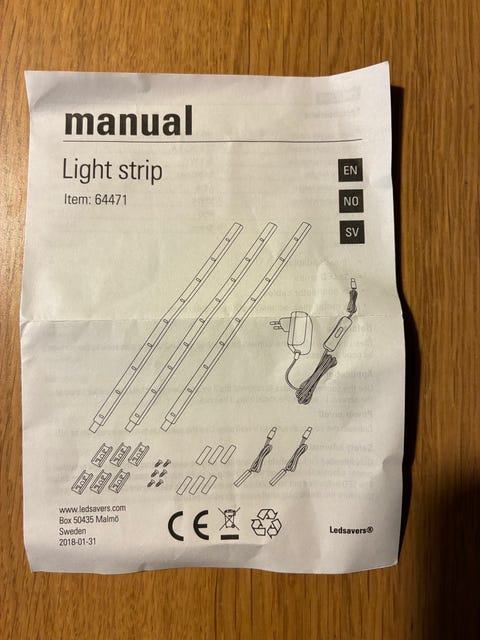 manual
Light strip
Item: 64471
EN
NO
SV
www.ledsavers.com
Box 50435 Malmö
Sweden
2018-01-31
CE
Ledsavers®